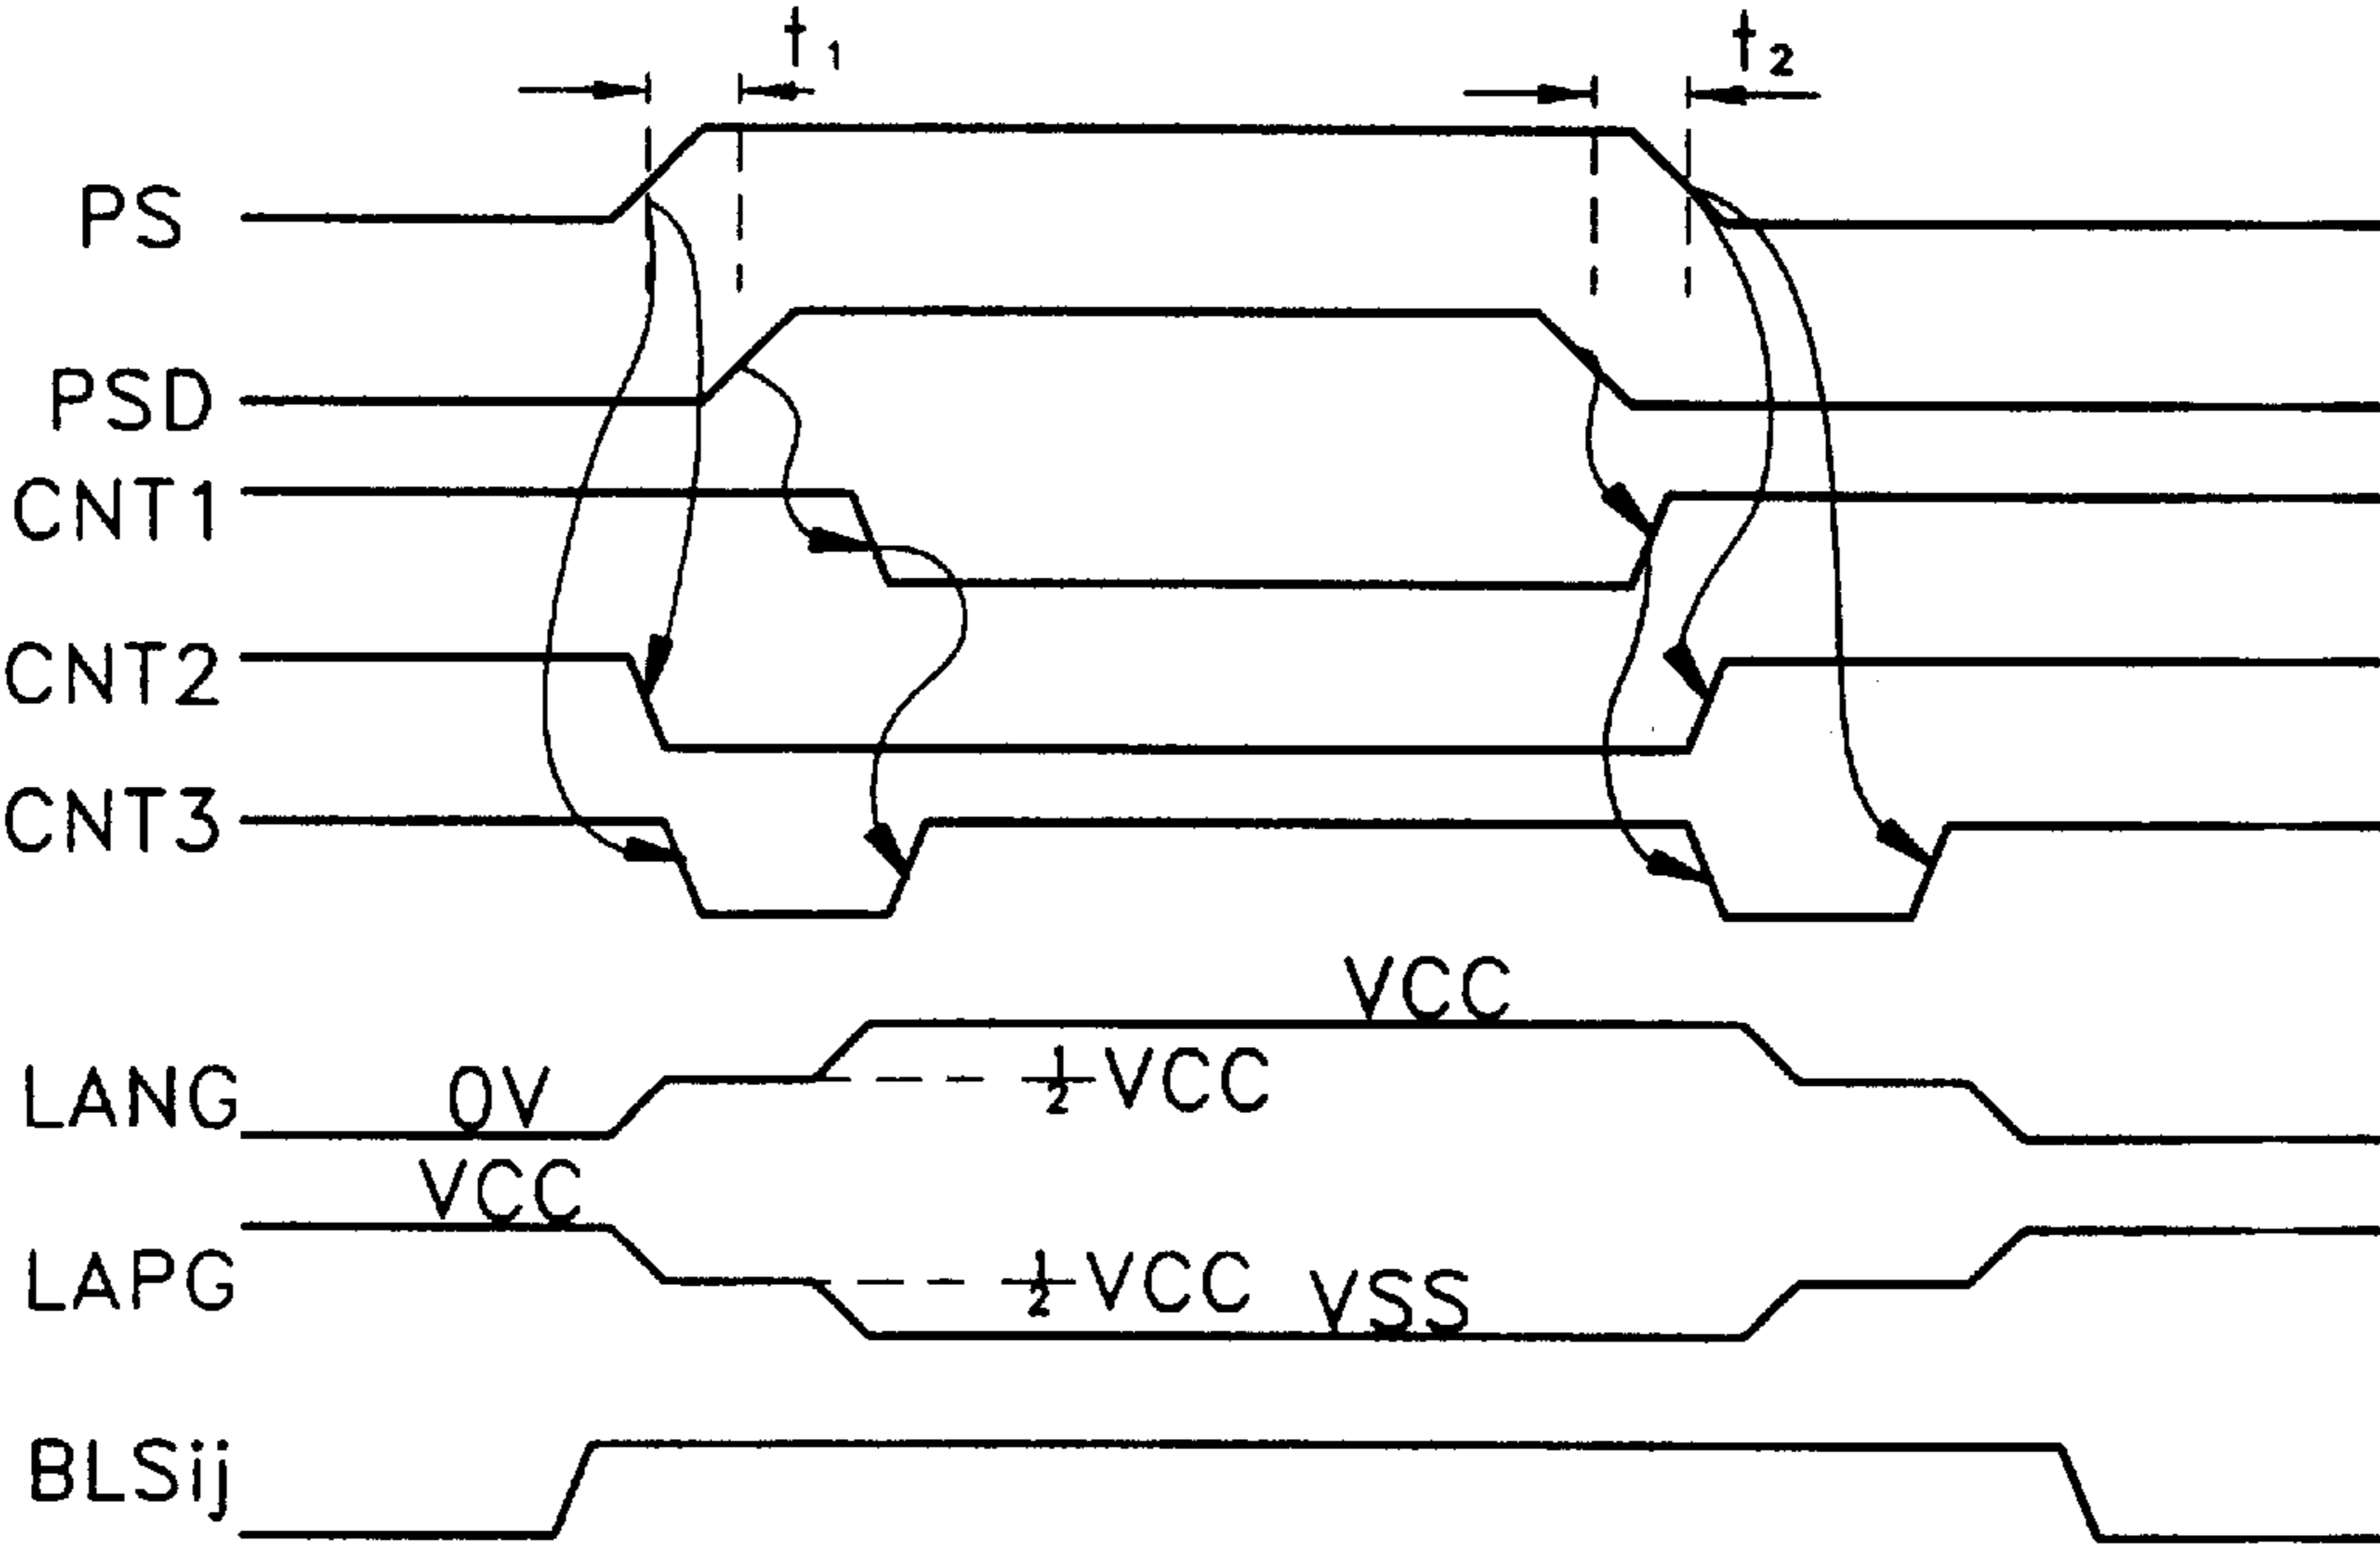 t₁ t₂
PS
PSD
CNT1
CNT2
CNT3
VCC
LANG 0V ½VCC
VCC
LAPG ½VCC VSS
BLSij